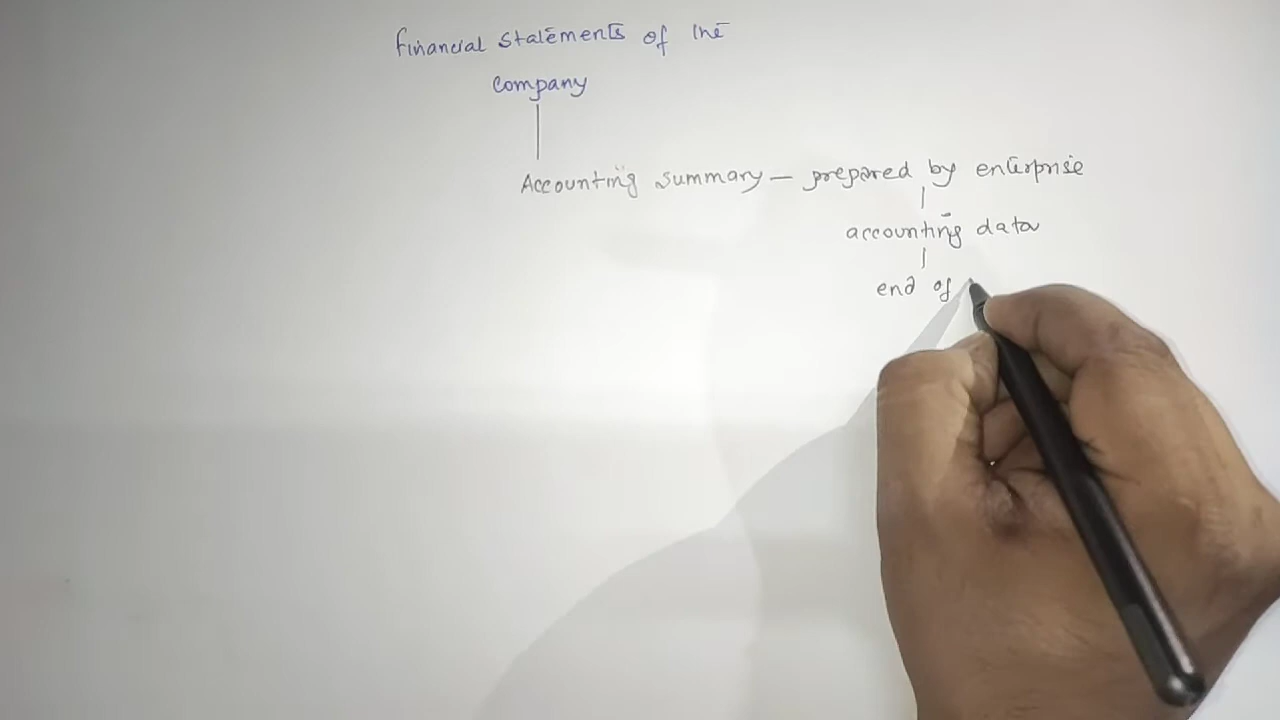 Financial Statements of the
Company
Accounting Summary — prepared by enterprise
accounting data
end of